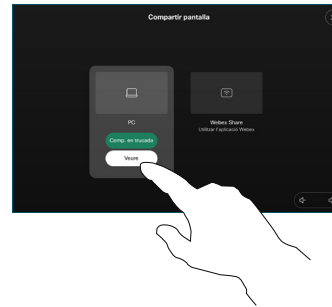 Compartir pantalla
PC
Comp. en trucada
Veure
Webex Share
Utilitzar l'aplicació Webex